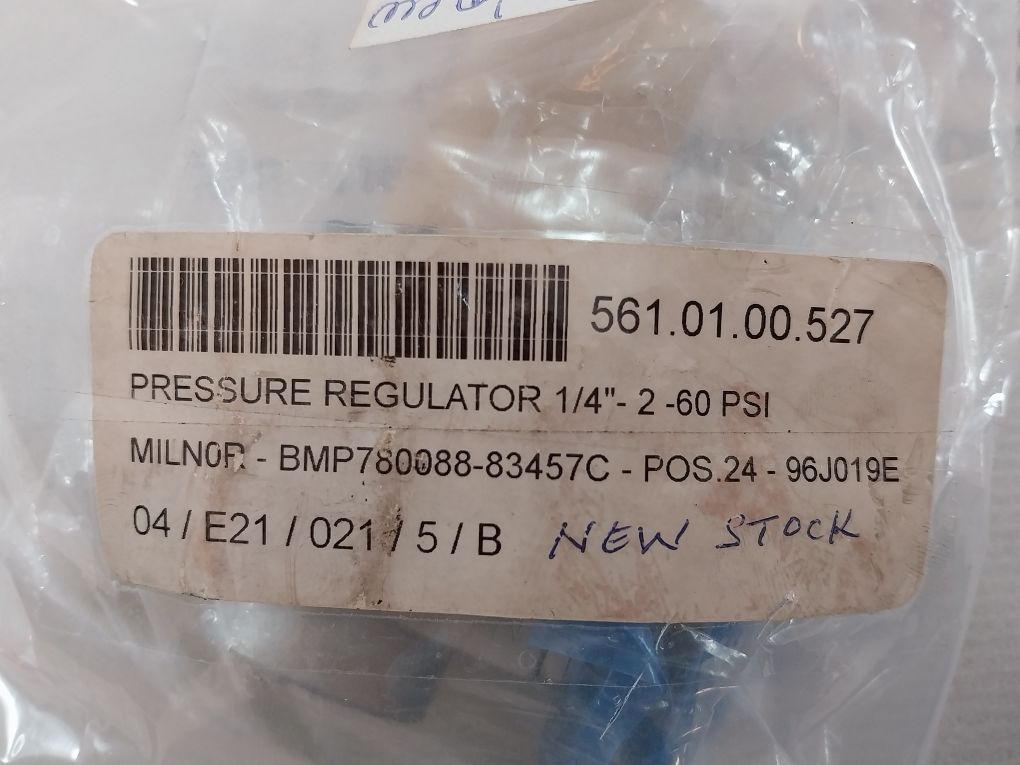 561.01.00.527
PRESSURE REGULATOR 1/4"- 2 -60 PSI
MILNOR - BMP780088-83457C - POS.24 - 96J019E
04 / E21 / 021 / 5 / B NEW STOCK